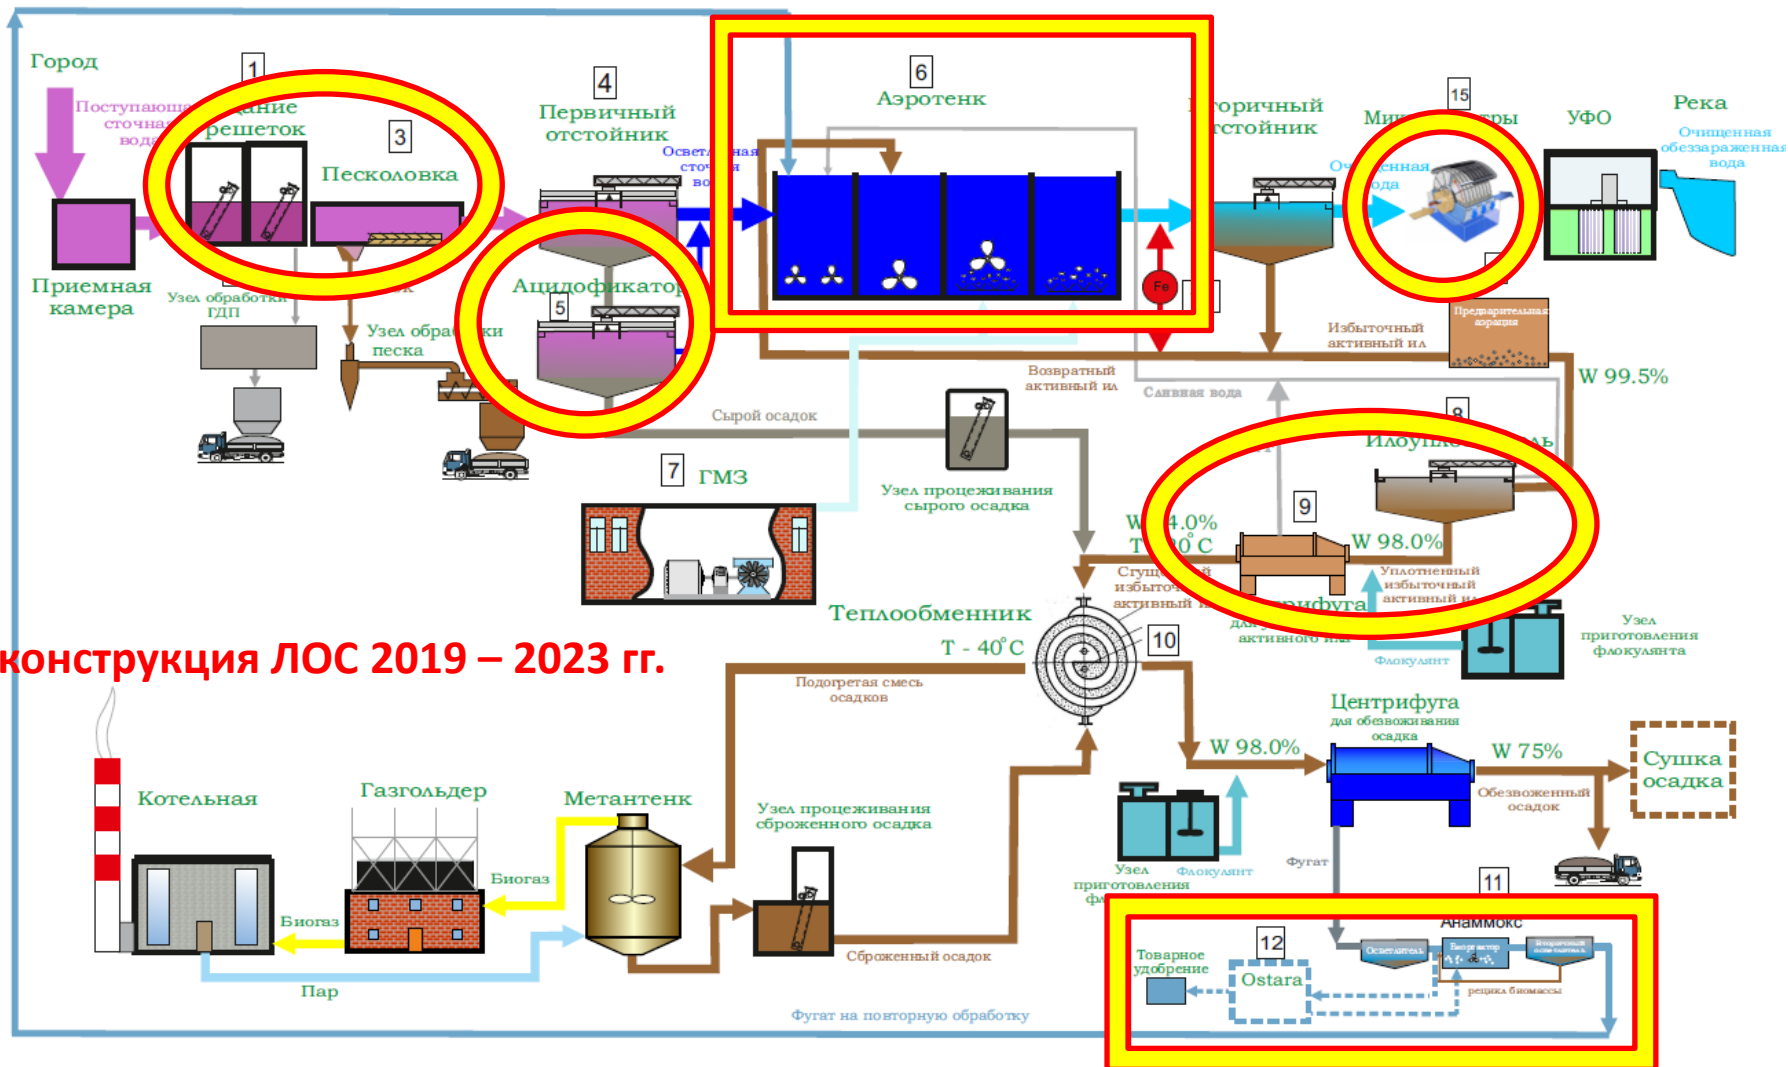 Город
Поступающая
сточная
вода
1
решеток
3
Песколовка
4
Первичный
отстойник
6
Аэротенк
15
УФО
Река
Очищенная
обеззараженная
вода
Приемная
камера
Узел обработки
ГДП
Узел обработки
песка
Ацидофикатор
5
Fe
Предварительная
аэрация
Избыточный
активный ил
Возвратный
активный ил
Сливная вода
W 99.5%
Сырой осадок
7
ГМЗ
Узел процеживания
сырого осадка
8
9
W 98.0%
Уплотненный
избыточный
активный ил
активный
Узел
приготовления
флокулянта
Флокулянт
Теплообменник
T - 40°C
10
конструкция ЛОС 2019 – 2023 гг.
Подогретая смесь
осадков
Центрифуга
для обезвоживания
осадка
W 98.0%
W 75%
Обезвоженный
осадок
Сушка
осадка
Котельная
Газгольдер
Метантенк
Узел процеживания
сброженного осадка
Биогаз
Биогаз
Пар
Сброженный осадок
Узел
приготовления
Флокулянт
Фугат
11
Анаммокс
Осветлитель
Биореактор
Вторичный
осветлитель
рецикл биомассы
12
Ostara
Товарное
удобрение
Фугат на повторную обработку